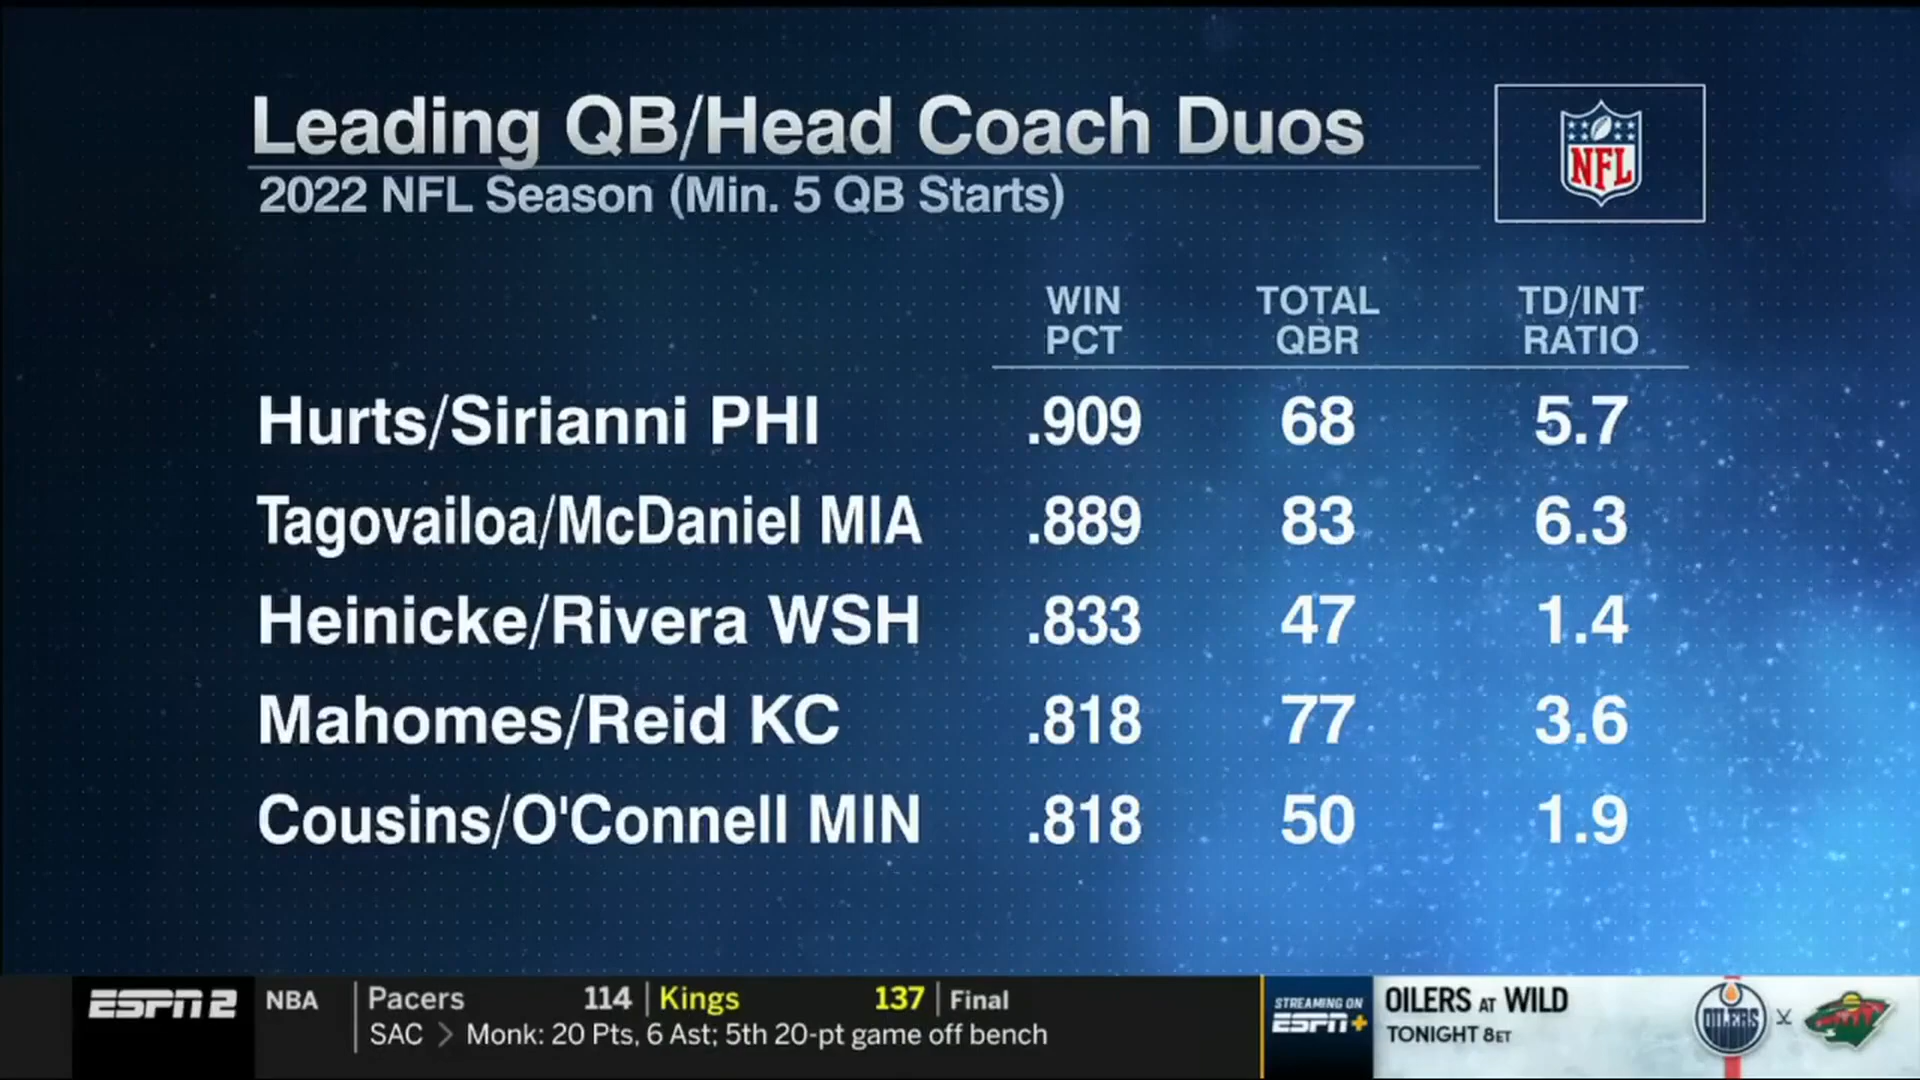 Leading QB/Head Coach Duos
2022 NFL Season (Min. 5 QB Starts)
NFL
WIN PCT TOTAL QBR TD/INT RATIO
Hurts/Sirianni PHI .909 68 5.7
Tagovailoa/McDaniel MIA .889 83 6.3
Heinicke/Rivera WSH .833 47 1.4
Mahomes/Reid KC .818 77 3.6
Cousins/O'Connell MIN .818 50 1.9
ESPN2 NBA Pacers 114 Kings 137 Final
SAC > Monk: 20 Pts, 6 Ast; 5th 20-pt game off bench
STREAMING ON
ESPN+
OILERS AT WILD
TONIGHT 8ET
OILERS